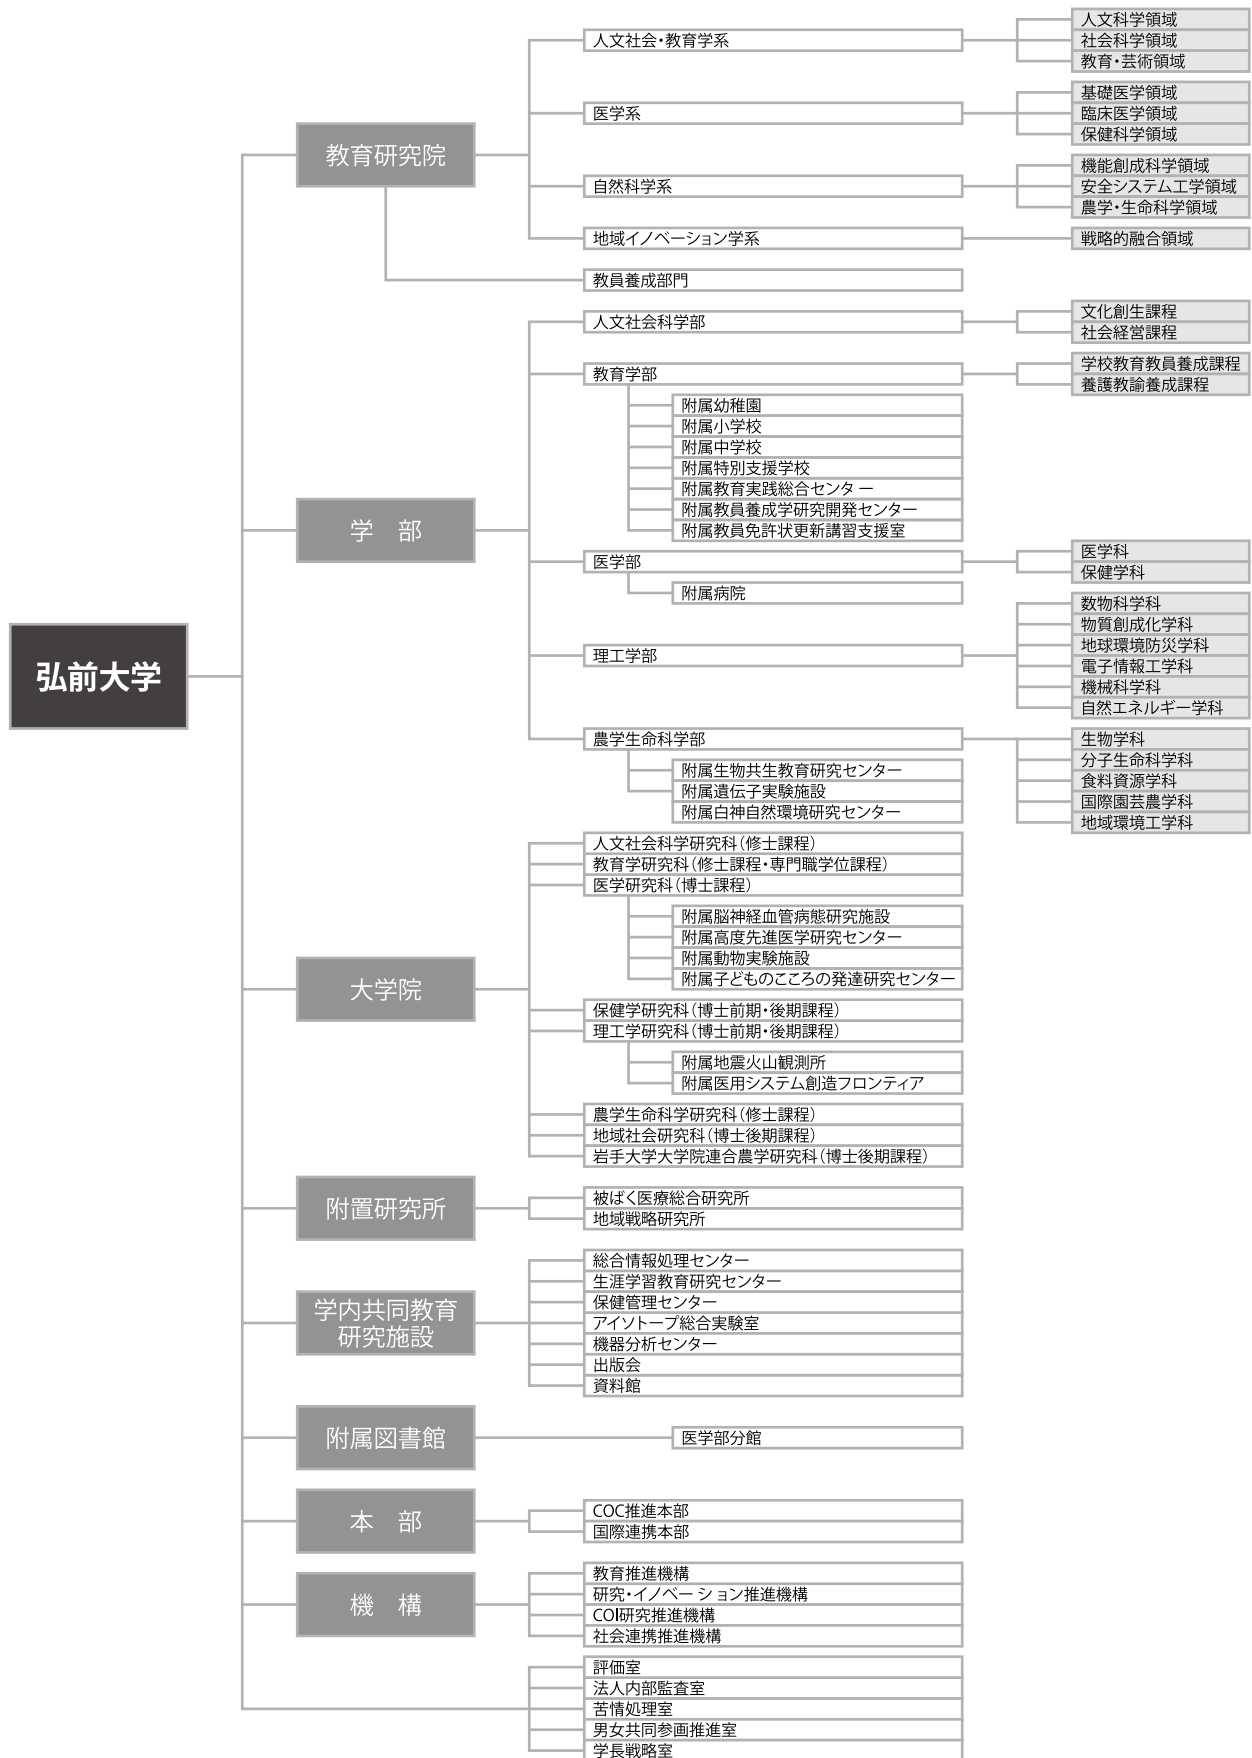 弘前大学
教育研究院
人文社会・教育学系
人文科学領域
社会科学領域
教育・芸術領域
医学系
基礎医学領域
臨床医学領域
保健科学領域
自然科学系
機能創成科学領域
安全システム工学領域
農学・生命科学領域
地域イノベーション学系
戦略的融合領域
教員養成部門
学　部
人文社会科学部
文化創生課程
社会経営課程
教育学部
学校教育教員養成課程
養護教諭養成課程
附属幼稚園
附属小学校
附属中学校
附属特別支援学校
附属教育実践総合センター
附属教員養成学研究開発センター
附属教員免許状更新講習支援室
医学部
医学科
保健学科
附属病院
理工学部
数物科学科
物質創成化学科
地球環境防災学科
電子情報工学科
機械科学科
自然エネルギー学科
農学生命科学部
生物学科
分子生命科学科
食料資源学科
国際園芸農学科
地域環境工学科
附属生物共生教育研究センター
附属遺伝子実験施設
附属白神自然環境研究センター
大学院
人文社会科学研究科（修士課程）
教育学研究科（修士課程・専門職学位課程）
医学研究科（博士課程）
附属脳神経血管病態研究施設
附属高度先進医学研究センター
附属動物実験施設
附属子どものこころの発達研究センター
保健学研究科（博士前期・後期課程）
理工学研究科（博士前期・後期課程）
附属地震火山観測所
附属医用システム創造フロンティア
農学生命科学研究科（修士課程）
地域社会研究科（博士後期課程）
岩手大学大学院連合農学研究科（博士後期課程）
附置研究所
被ばく医療総合研究所
地域戦略研究所
学内共同教育
研究施設
総合情報処理センター
生涯学習教育研究センター
保健管理センター
アイソトープ総合実験室
機器分析センター
出版会
資料館
附属図書館
医学部分館
本　部
COC推進本部
国際連携本部
機　構
教育推進機構
研究・イノベーション推進機構
COI研究推進機構
社会連携推進機構
評価室
法人内部監査室
苦情処理室
男女共同参画推進室
学長戦略室